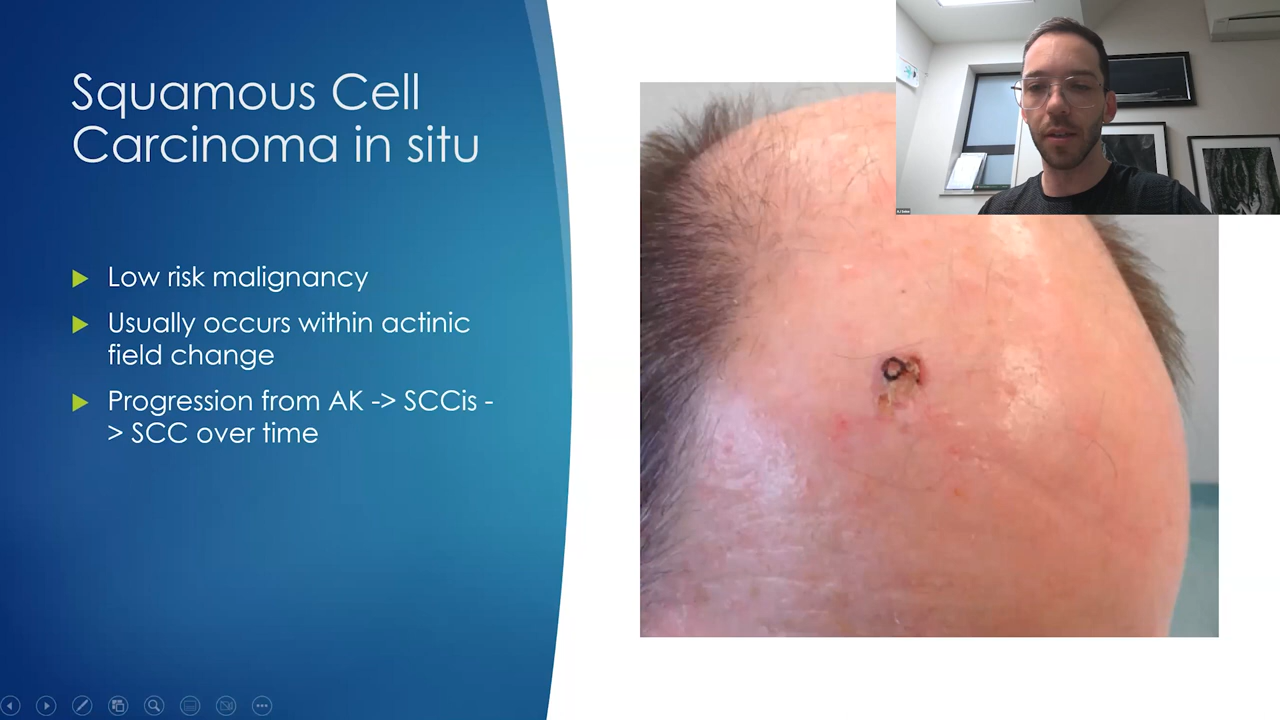 Squamous Cell
Carcinoma in situ
Low risk malignancy
Usually occurs within actinic
field change
Progression from AK -> SCCis -
> SCC over time